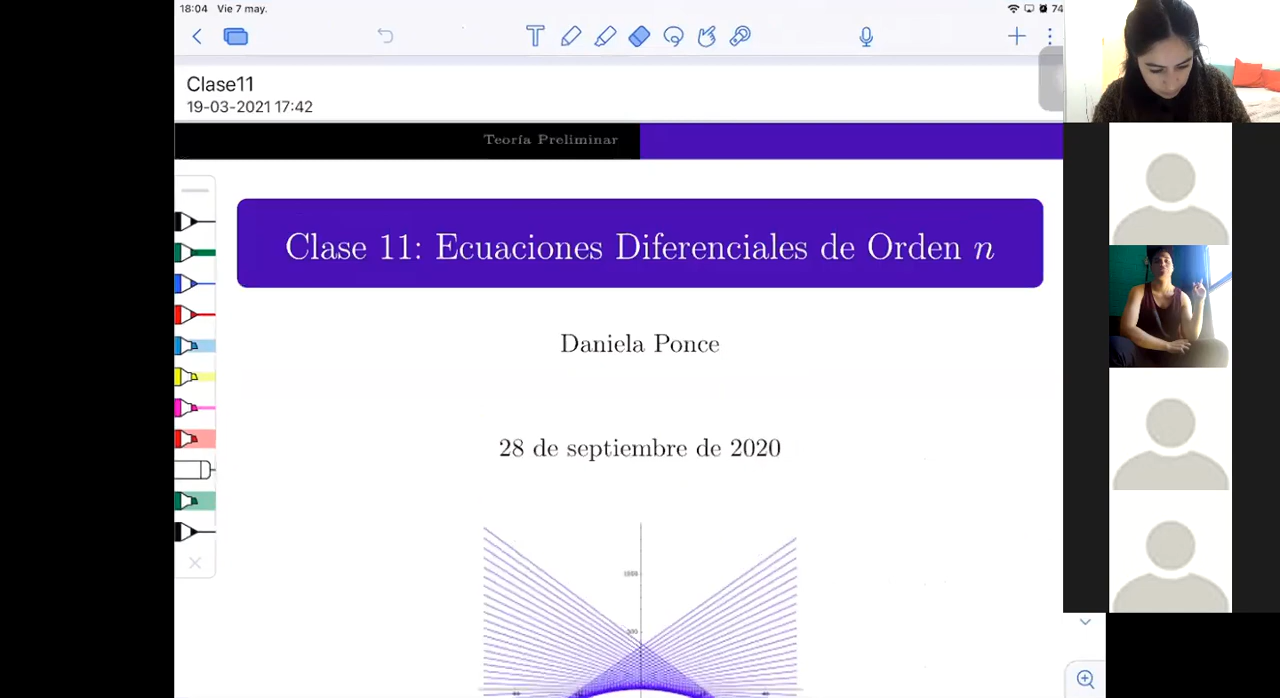 18:04 Vie 7 may.
74
Clase11
19-03-2021 17:42
Teoría Preliminar
Clase 11: Ecuaciones Diferenciales de Orden n
Daniela Ponce
28 de septiembre de 2020